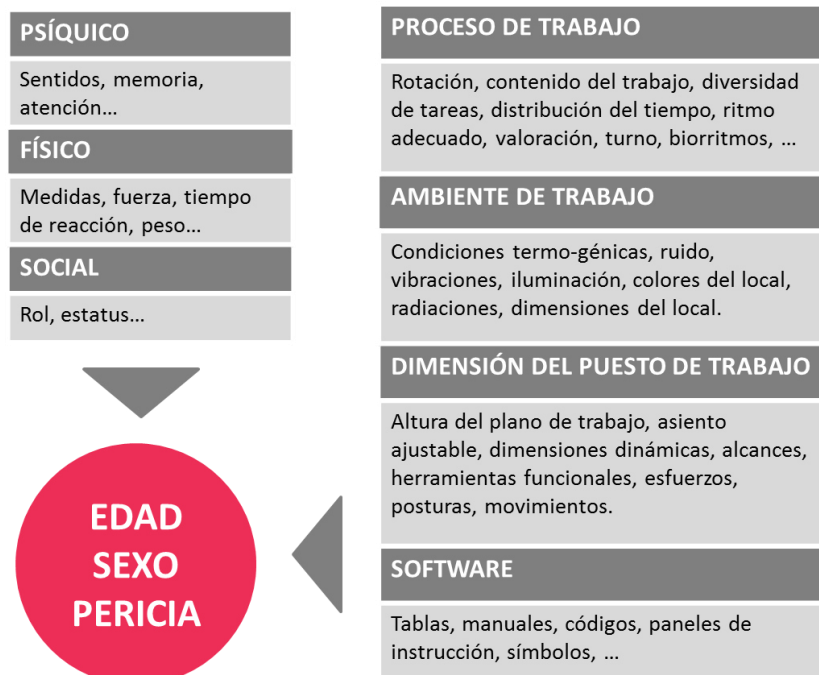 PSÍQUICO
Sentidos, memoria,
atención…
FÍSICO
Medidas, fuerza, tiempo
de reacción, peso…
SOCIAL
Rol, estatus…
EDAD
SEXO
PERICIA
PROCESO DE TRABAJO
Rotación, contenido del trabajo, diversidad
de tareas, distribución del tiempo, ritmo
adecuado, valoración, turno, biorritmos, …
AMBIENTE DE TRABAJO
Condiciones termo-génicas, ruido,
vibraciones, iluminación, colores del local,
radiaciones, dimensiones del local.
DIMENSIÓN DEL PUESTO DE TRABAJO
Altura del plano de trabajo, asiento
ajustable, dimensiones dinámicas, alcances,
herramientas funcionales, esfuerzos,
posturas, movimientos.
SOFTWARE
Tablas, manuales, códigos, paneles de
instrucción, símbolos, …